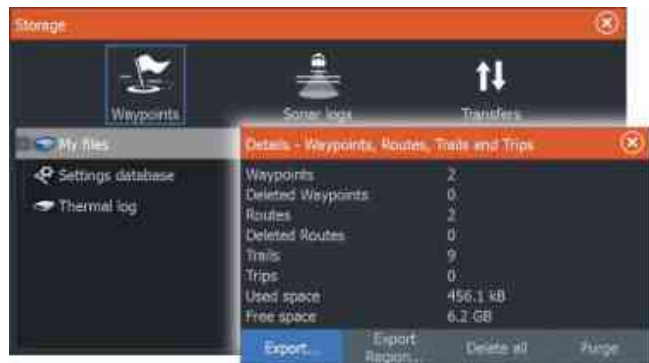 Storage
Waypoints
Sonar logs
Transfers
My files
Settings database
Thermal log
Details - Waypoints, Routes, Trails and Trips
Waypoints 2
Deleted Waypoints 0
Routes 2
Deleted Routes 0
Trails 9
Trips 0
Used space 456.1 kB
Free space 6.2 GB
Export...
Export
Region...
Delete all
Purge